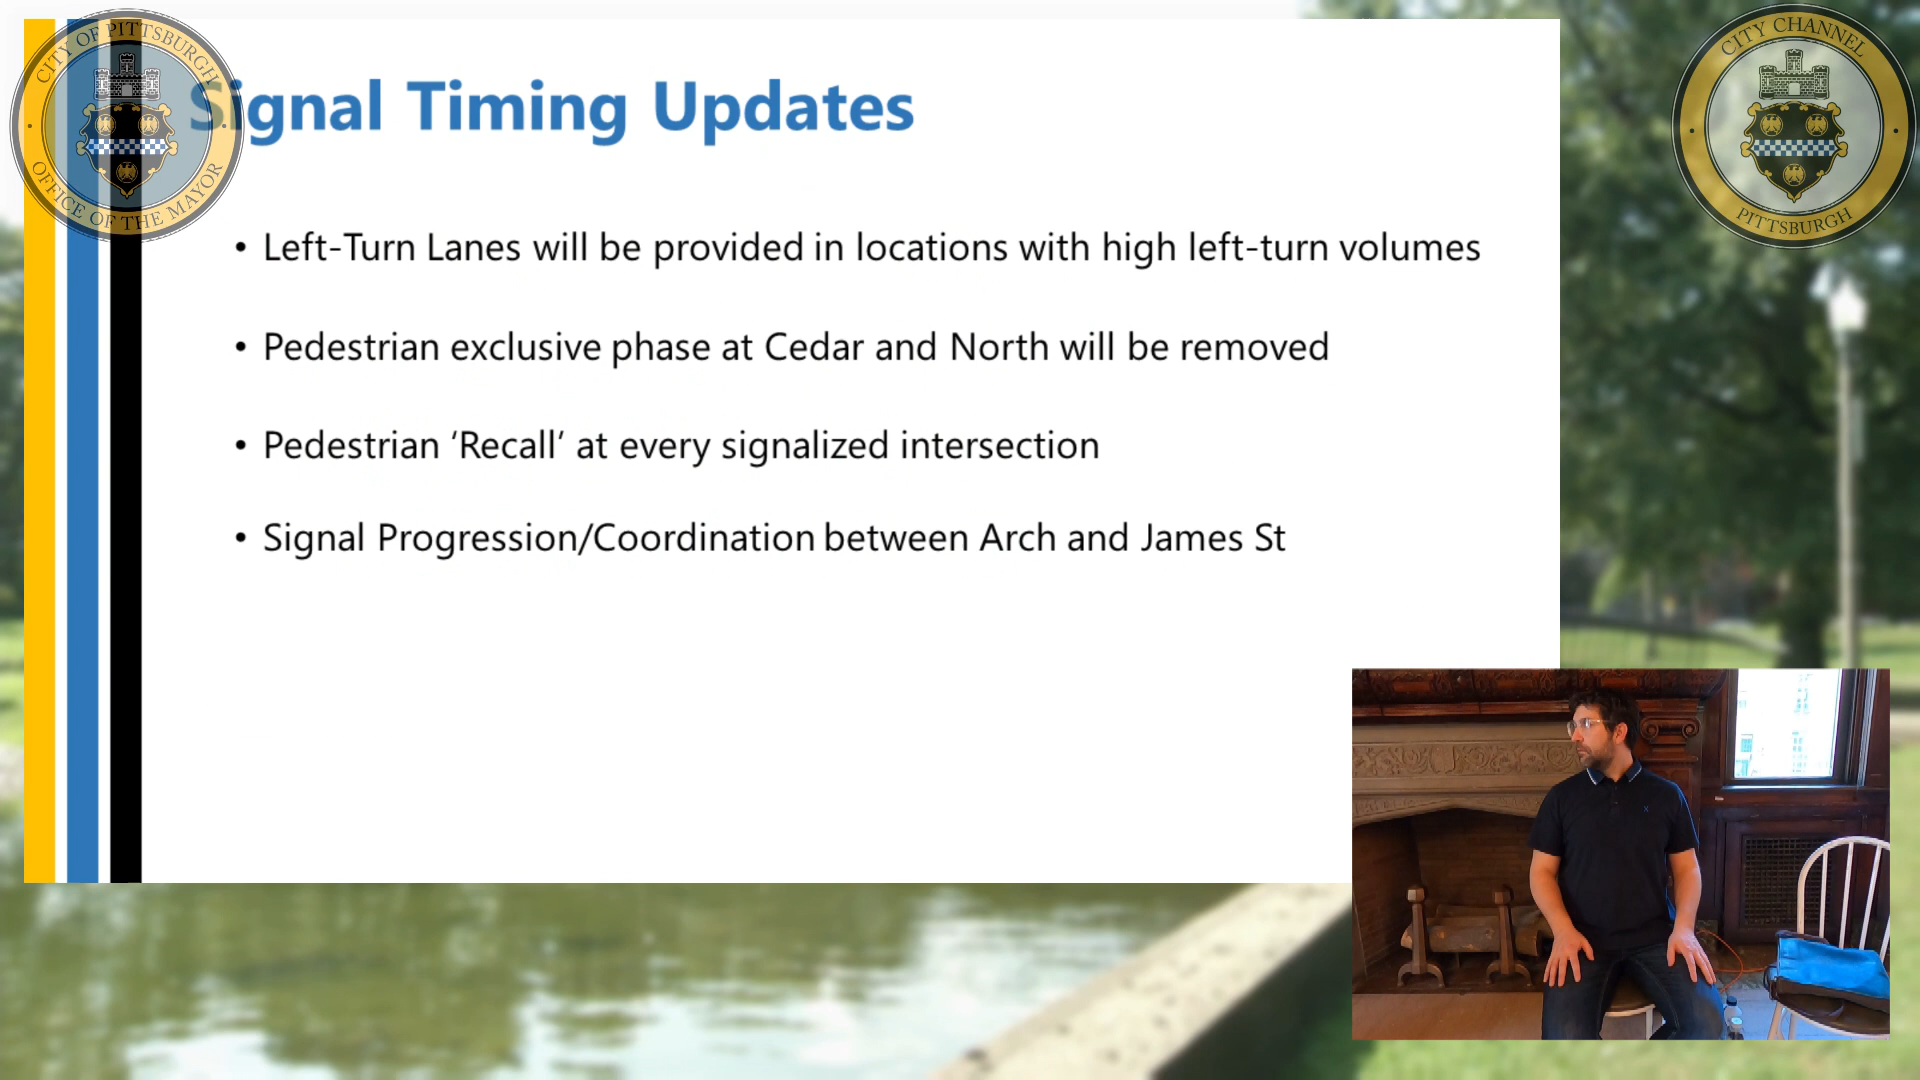 CITY OF PITTSBURGH
OFFICE OF THE MAYOR
Signal Timing Updates
CITY CHANNEL
PITTSBURGH
• Left-Turn Lanes will be provided in locations with high left-turn volumes
• Pedestrian exclusive phase at Cedar and North will be removed
• Pedestrian ‘Recall’ at every signalized intersection
• Signal Progression/Coordination between Arch and James St